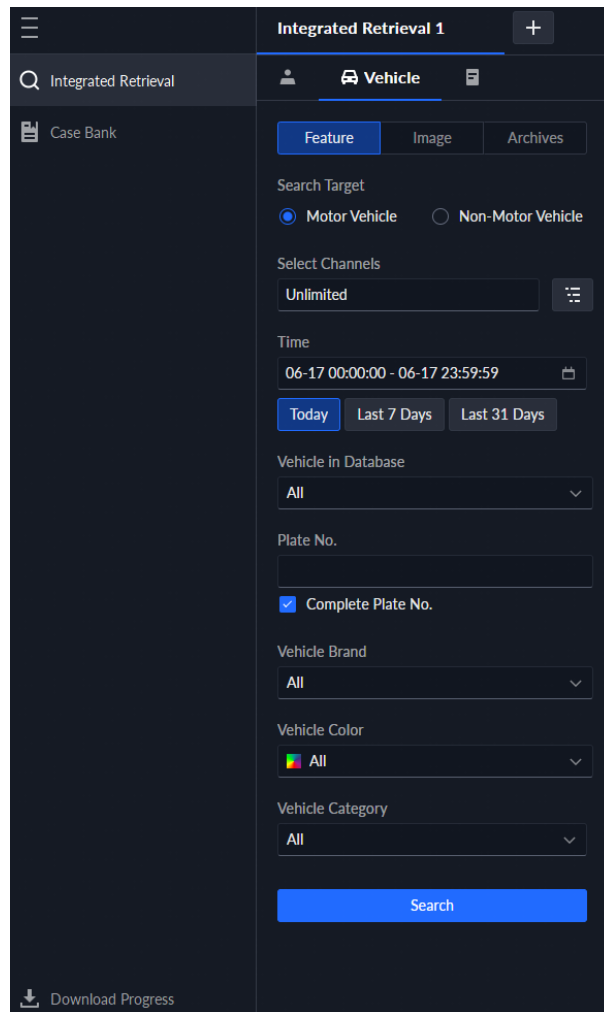 Integrated Retrieval 1
Integrated Retrieval
Vehicle
Case Bank
Feature
Image
Archives
Search Target
Motor Vehicle
Non-Motor Vehicle
Select Channels
Unlimited
Time
06-17 00:00:00 - 06-17 23:59:59
Today
Last 7 Days
Last 31 Days
Vehicle in Database
All
Plate No.
Complete Plate No.
Vehicle Brand
All
Vehicle Color
All
Vehicle Category
All
Search
Download Progress